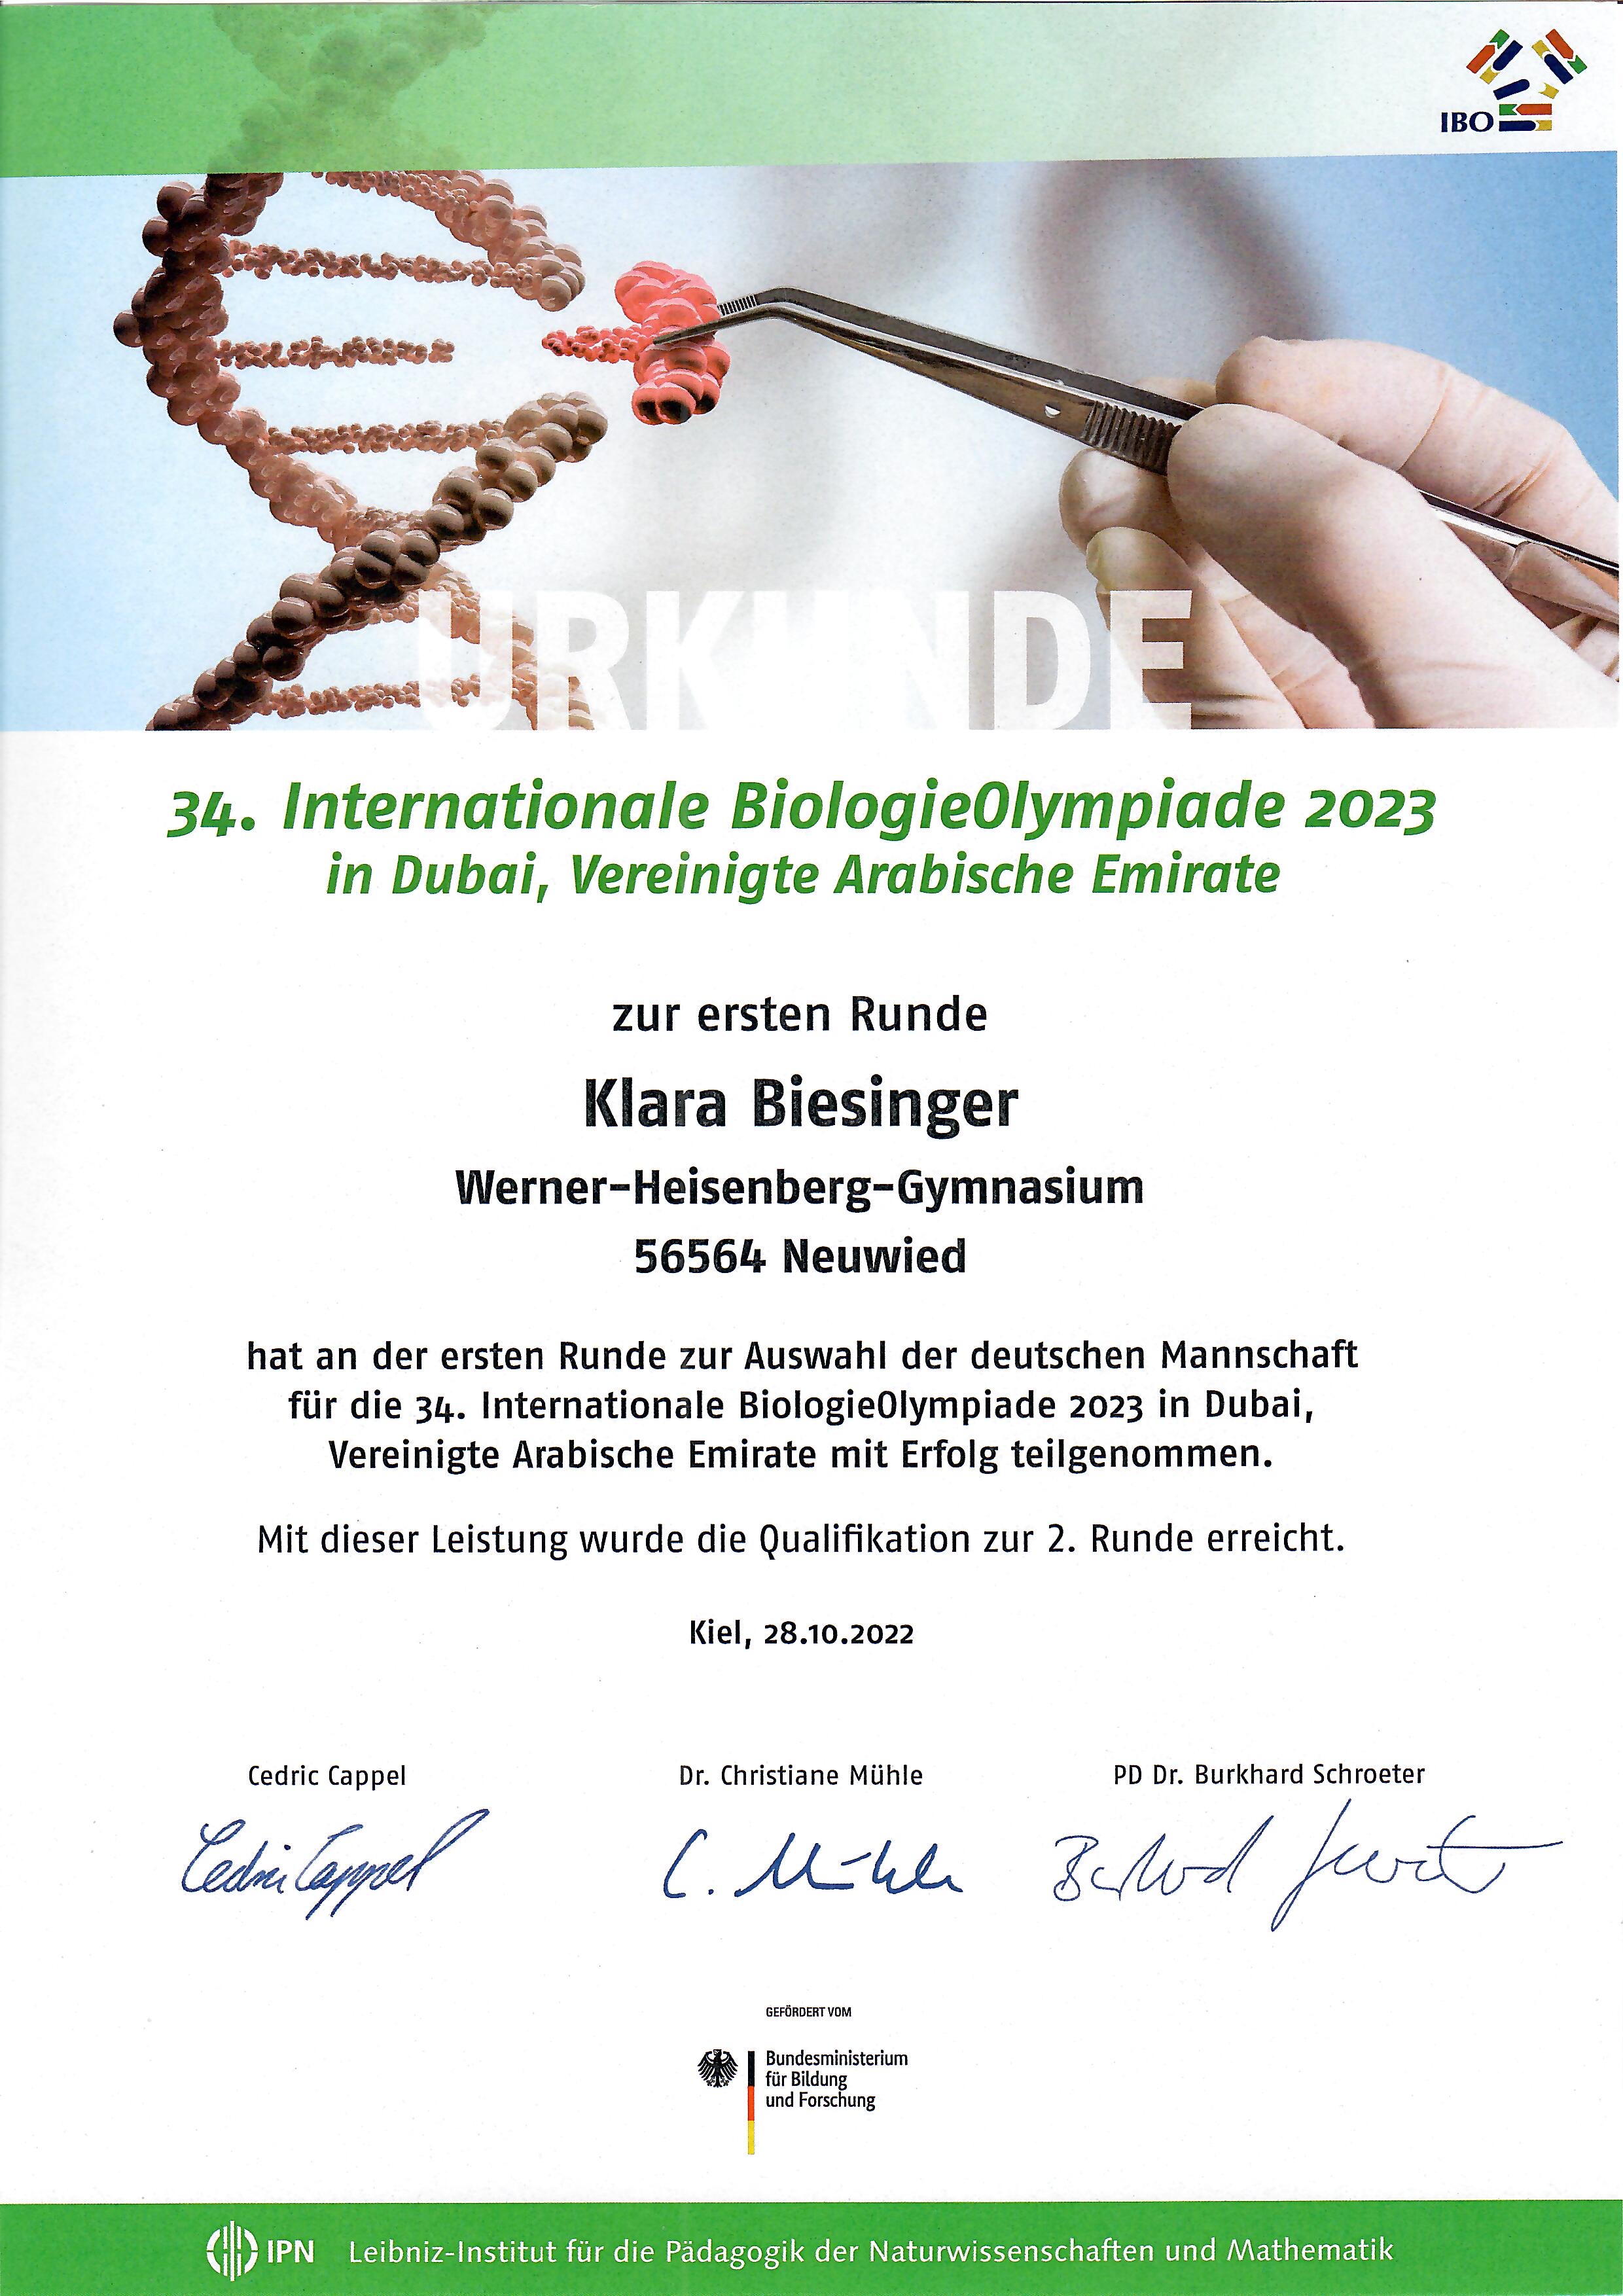 IBO
URKUNDE
34. Internationale BiologieOlympiade 2023
in Dubai, Vereinigte Arabische Emirate
zur ersten Runde
Klara Biesinger
Werner-Heisenberg-Gymnasium
56564 Neuwied
hat an der ersten Runde zur Auswahl der deutschen Mannschaft
für die 34. Internationale BiologieOlympiade 2023 in Dubai,
Vereinigte Arabische Emirate mit Erfolg teilgenommen.
Mit dieser Leistung wurde die Qualifikation zur 2. Runde erreicht.
Kiel, 28.10.2022
Cedric Cappel Dr. Christiane Mühle PD Dr. Burkhard Schroeter
Cedric Cappel C. Mühle
GEFÖRDERT VOM
Bundesministerium
für Bildung
und Forschung
IPN Leibniz-Institut für die Pädagogik der Naturwissenschaften und Mathematik